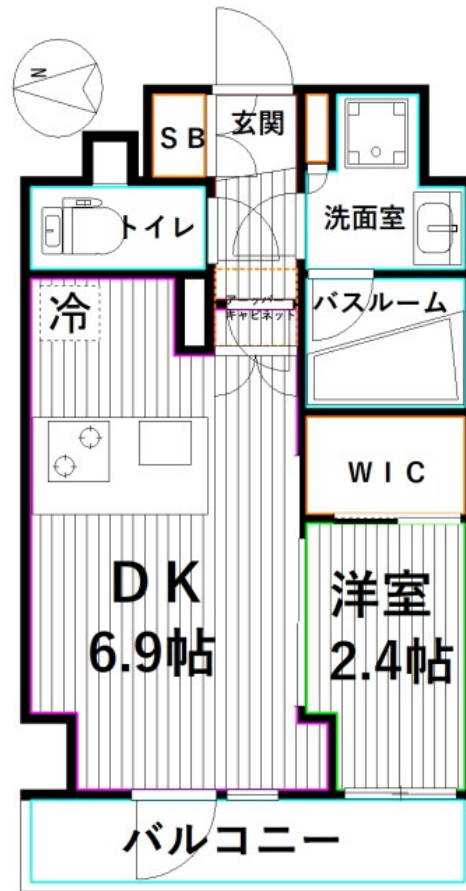 N
SB
玄関
トイレ
洗面室
アッパー
キャビネット
冷
バスルーム
WIC
DK
6.9帖
洋室
2.4帖
バルコニー